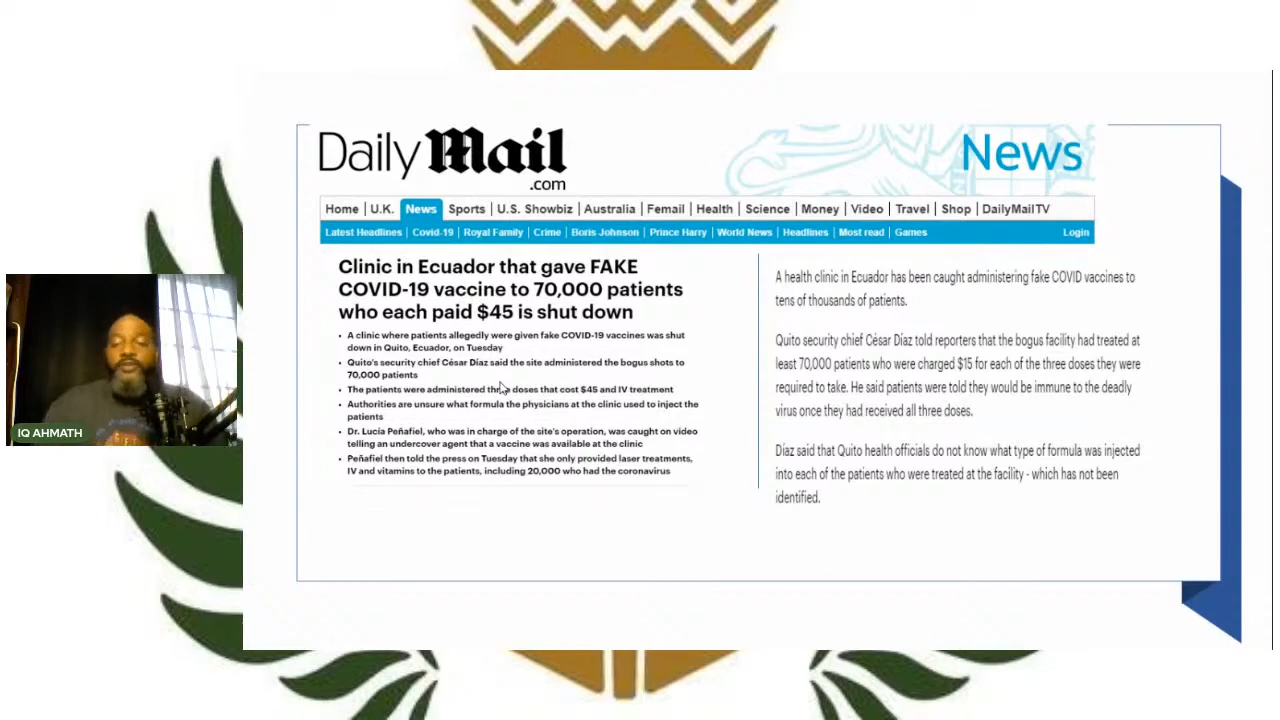 Daily Mail
.com
News
Home | U.K. | News | Sports | U.S. Showbiz | Australia | Femail | Health | Science | Money | Video | Travel | Shop | DailyMailTV
Latest Headlines | Covid-19 | Royal Family | Crime | Boris Johnson | Prince Harry | World News | Headlines | Most read | Games
Login
Clinic in Ecuador that gave FAKE
COVID-19 vaccine to 70,000 patients
who each paid $45 is shut down
• A clinic where patients allegedly were given fake COVID-19 vaccines was shut
down in Quito, Ecuador, on Tuesday
• Quito's security chief César Díaz said the site administered the bogus shots to
70,000 patients
• The patients were administered three doses that cost $45 and IV treatment
• Authorities are unsure what formula the physicians at the clinic used to inject the
patients
• Dr. Lucía Peñafiel, who was in charge of the site's operation, was caught on video
telling an undercover agent that a vaccine was available at the clinic
• Peñafiel then told the press on Tuesday that she only provided laser treatments,
IV and vitamins to the patients, including 20,000 who had the coronavirus
A health clinic in Ecuador has been caught administering fake COVID vaccines to
tens of thousands of patients.
Quito security chief César Díaz told reporters that the bogus facility had treated at
least 70,000 patients who were charged $15 for each of the three doses they were
required to take. He said patients were told they would be immune to the deadly
virus once they had received all three doses.
Díaz said that Quito health officials do not know what type of formula was injected
into each of the patients who were treated at the facility - which has not been
identified.
IQ AHMATH